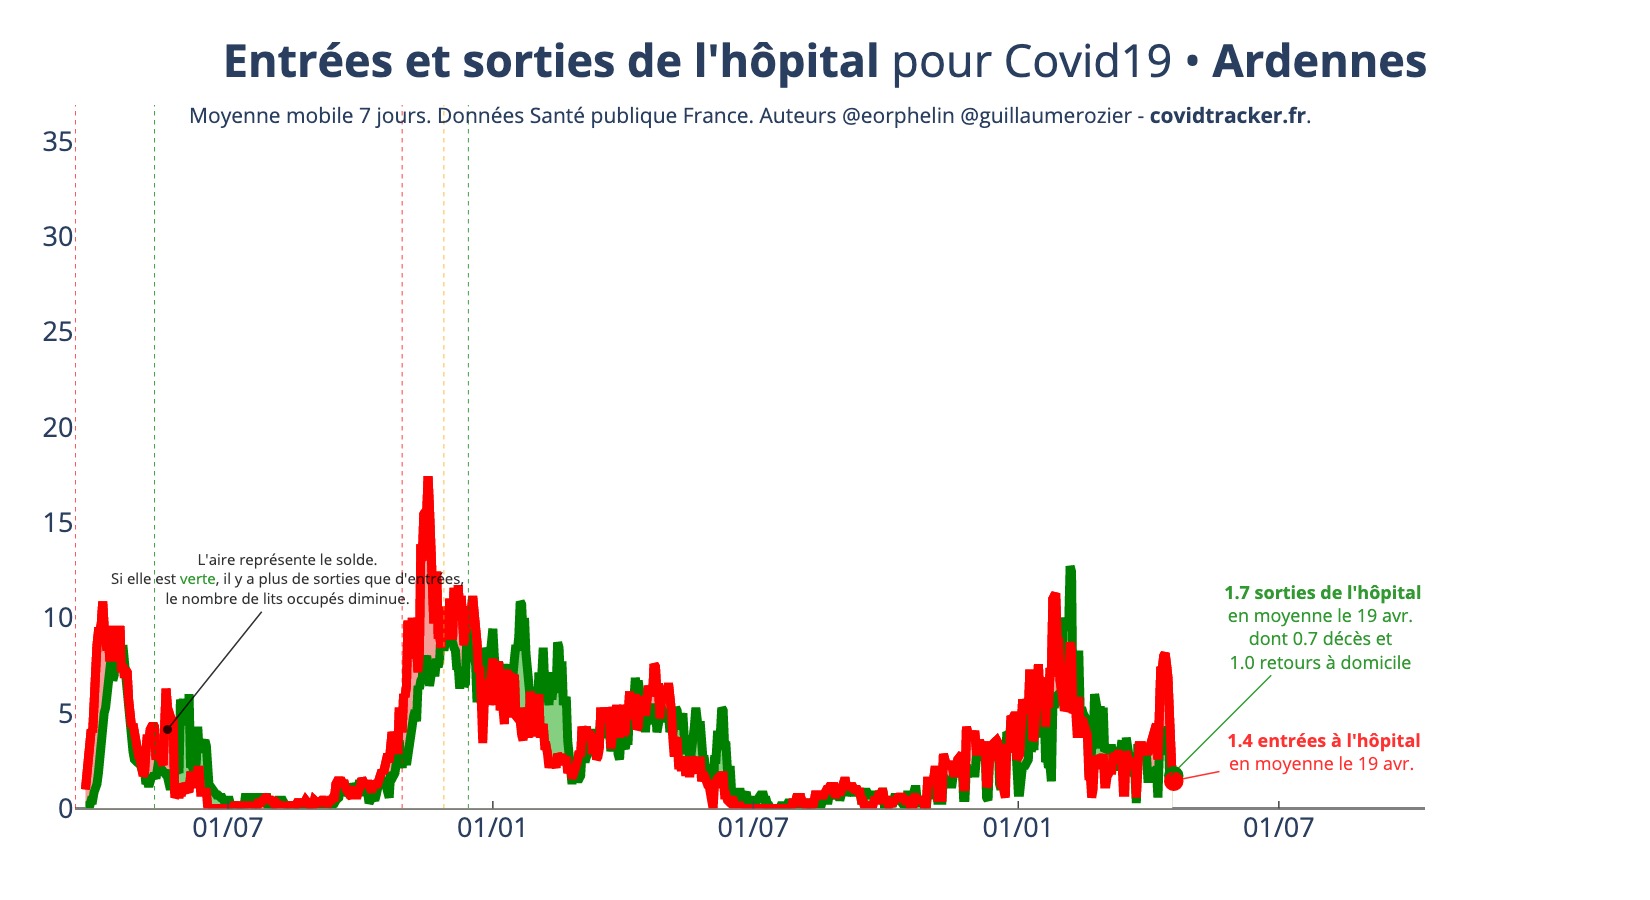 Entrées et sorties de l'hôpital pour Covid19 • Ardennes
Moyenne mobile 7 jours. Données Santé publique France. Auteurs @eorphelin @guillaumerozier - covidtracker.fr.
35
30
25
20
15
10
5
0
L'aire représente le solde.
Si elle est verte, il y a plus de sorties que d'entrées,
le nombre de lits occupés diminue.
1.7 sorties de l'hôpital
en moyenne le 19 avr.
dont 0.7 décès et
1.0 retours à domicile
1.4 entrées à l'hôpital
en moyenne le 19 avr.
01/07
01/01
01/07
01/01
01/07